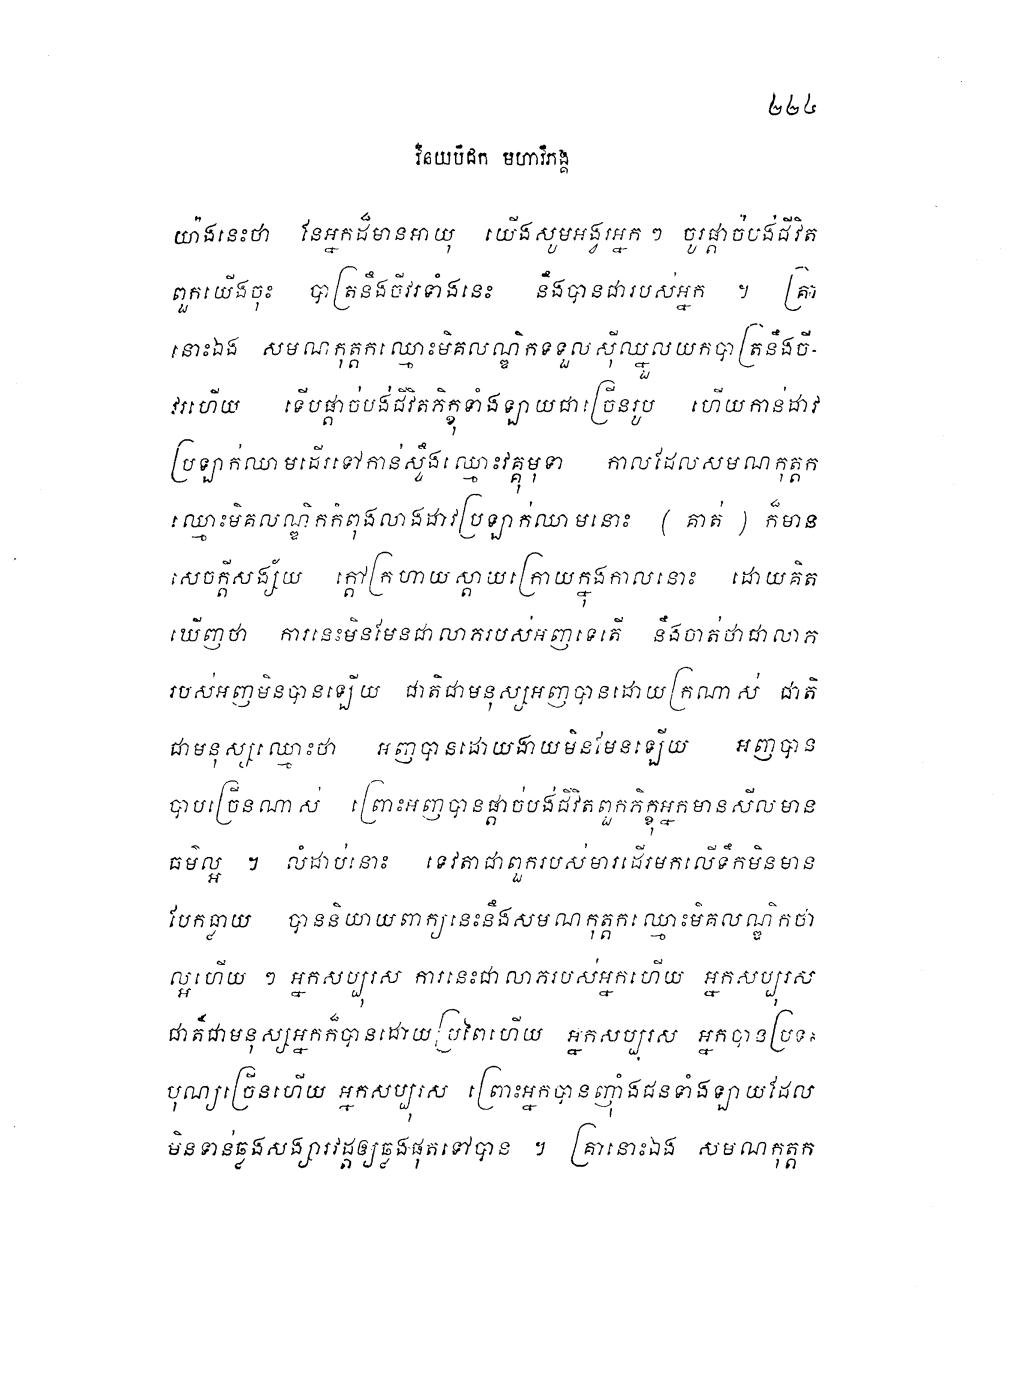 ២២៤
វិនយបិដក មហាវិភង្គ
យ៉ាងនេះថា នែអ្នកដ៏មានអាយុ យើងសូមអង្វរអ្នក ៗ ចូរផ្តាច់បង់ជីវិត
ពួកយើងចុះ បាត្រនឹងចីវរទាំងនេះ នឹងបានជារបស់អ្នក ។ គ្រា
នោះឯង សមណកុត្តកឈ្មោះមិគលណ្ឌិកទទួលស៊ីឈ្នួលយកបាត្រនឹងចី-
វរហើយ ទើបផ្តាច់បង់ជីវិតភិក្ខុទាំងឡាយជាច្រើនរូប ហើយកាន់ដាវ
ប្រឡាក់ឈាមដើរទៅកាន់ស្ទឹងឈ្មោះវគ្គុមុទា កាលដែលសមណកុត្តក
ឈ្មោះមិគលណ្ឌិកកំពុងលាងដាវប្រឡាក់ឈាមនោះ ( គាត់ ) ក៏មាន
សេចក្តីសង្ស័យ ក្តៅក្រហាយស្តាយក្រោយក្នុងកាលនោះ ដោយគិត
ឃើញថា ការនេះមិនមែនជាលាភរបស់អញទេតើ នឹងចាត់ថាជាលាភ
របស់អញមិនបានឡើយ ជាតិជាមនុស្សអញបានដោយក្រណាស់ ជាតិ
ជាមនុស្សឈ្មោះថា អញបានដោយងាយមិនមែនឡើយ អញបាន
បាបច្រើនណាស់ ព្រោះអញបានផ្តាច់បង់ជីវិតពួកភិក្ខុអ្នកមានសីលមាន
ធម៌ល្អ ។ លំដាប់នោះ ទេវតាជាពួករបស់មារដើរមកលើទឹកមិនមាន
បែកធ្លាយ បាននិយាយពាក្យនេះនឹងសមណកុត្តកឈ្មោះមិគលណ្ឌិកថា
ល្អហើយ ៗ អ្នកសប្បុរស ការនេះជាលាភរបស់អ្នកហើយ អ្នកសប្បុរស
ជាតិជាមនុស្សអ្នកក៏បានដោយប្រពៃហើយ អ្នកសប្បុរស អ្នកបានប្រទះ
បុណ្យច្រើនហើយ អ្នកសប្បុរស ព្រោះអ្នកបានញ៉ាំងជនទាំងឡាយដែល
មិនទាន់ឆ្លងសង្សារវដ្តឲ្យឆ្លងផុតទៅបាន ។ គ្រានោះឯង សមណកុត្តក